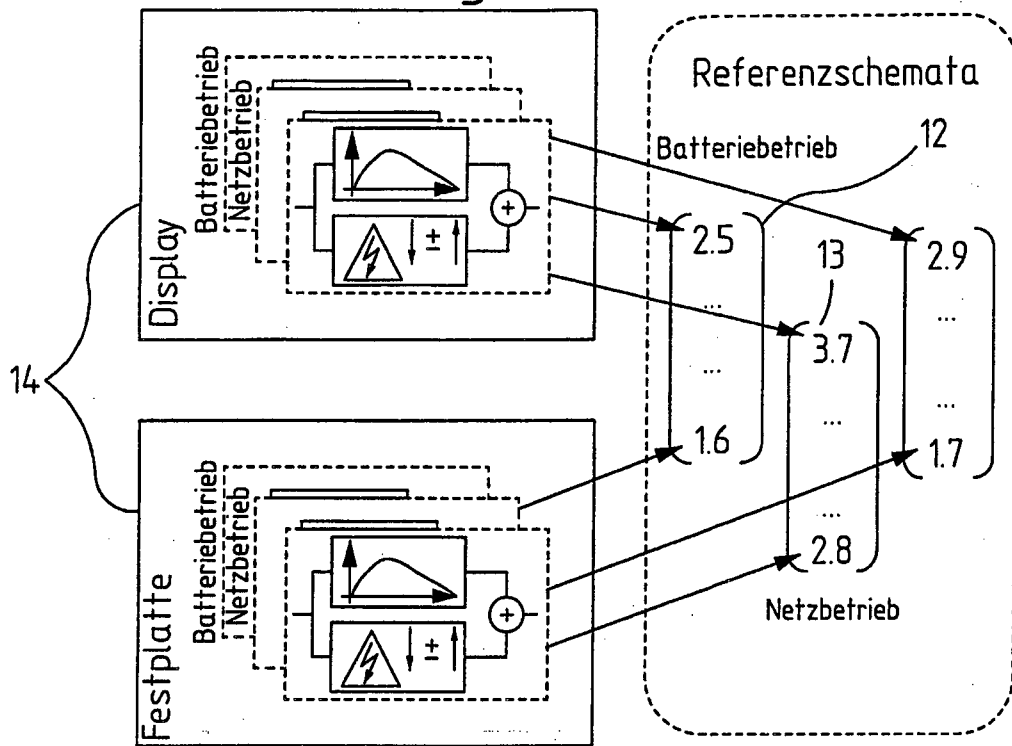 Display
Batteriebetrieb
Netzbetrieb
+
±
14
Festplatte
Batteriebetrieb
Netzbetrieb
+
±
Referenzschemata
Batteriebetrieb
12
2.5
...
...
1.6
13
3.7
...
...
2.8
2.9
...
...
1.7
Netzbetrieb